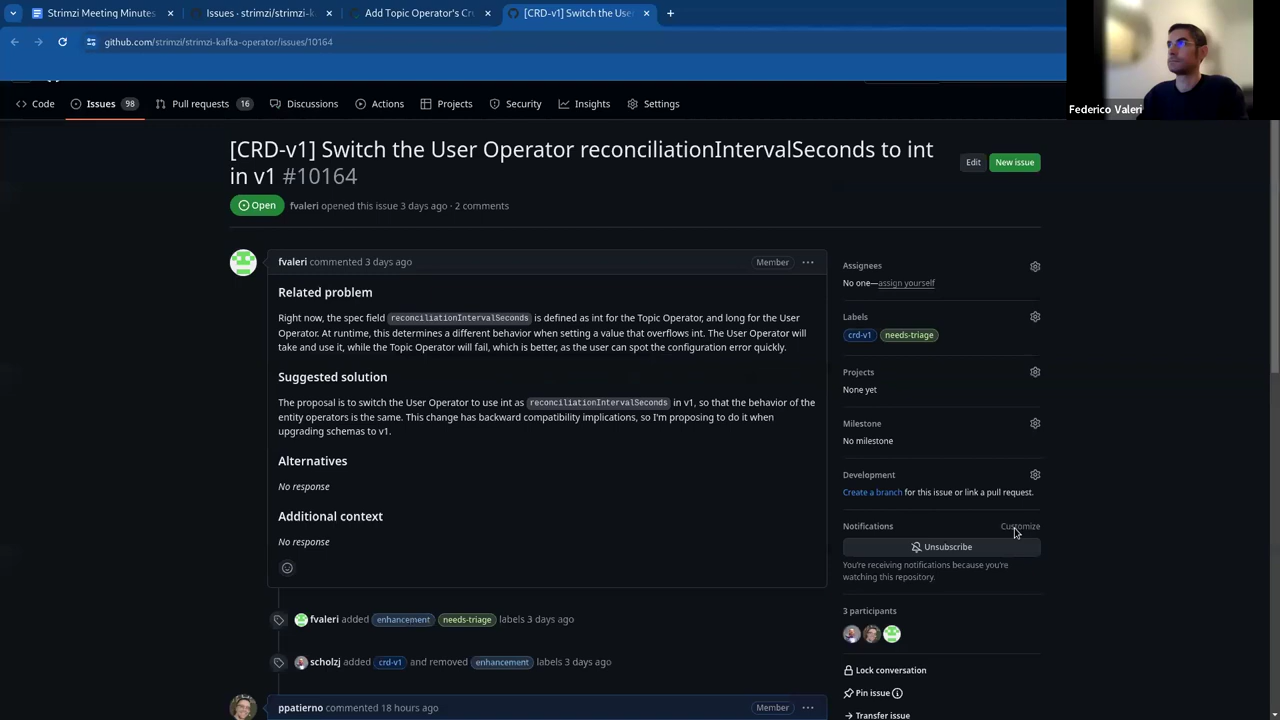 Strimzi Meeting Minutes
Issues · strimzi/strimzi-k
Add Topic Operator's Cr
[CRD-v1] Switch the Use
github.com/strimzi/strimzi-kafka-operator/issues/10164
Federico Valeri
Code
Issues 98
Pull requests 16
Discussions
Actions
Projects
Security
Insights
Settings
[CRD-v1] Switch the User Operator reconciliationIntervalSeconds to int
in v1 #10164
Edit
New issue
Open
fvaleri opened this issue 3 days ago · 2 comments
fvaleri commented 3 days ago
Member
Related problem
Right now, the spec field reconciliationIntervalSeconds is defined as int for the Topic Operator, and long for the User
Operator. At runtime, this determines a different behavior when setting a value that overflows int. The User Operator will
take and use it, while the Topic Operator will fail, which is better, as the user can spot the configuration error quickly.
Suggested solution
The proposal is to switch the User Operator to use int as reconciliationIntervalSeconds in v1, so that the behavior of the
entity operators is the same. This change has backward compatibility implications, so I'm proposing to do it when
upgrading schemas to v1.
Alternatives
No response
Additional context
No response
fvaleri added enhancement needs-triage labels 3 days ago
scholzj added crd-v1 and removed enhancement labels 3 days ago
ppatierno commented 18 hours ago
Member
Assignees
No one—assign yourself
Labels
crd-v1 needs-triage
Projects
None yet
Milestone
No milestone
Development
Create a branch for this issue or link a pull request.
Notifications
Customize
Unsubscribe
You're receiving notifications because you're
watching this repository.
3 participants
Lock conversation
Pin issue
Transfer issue